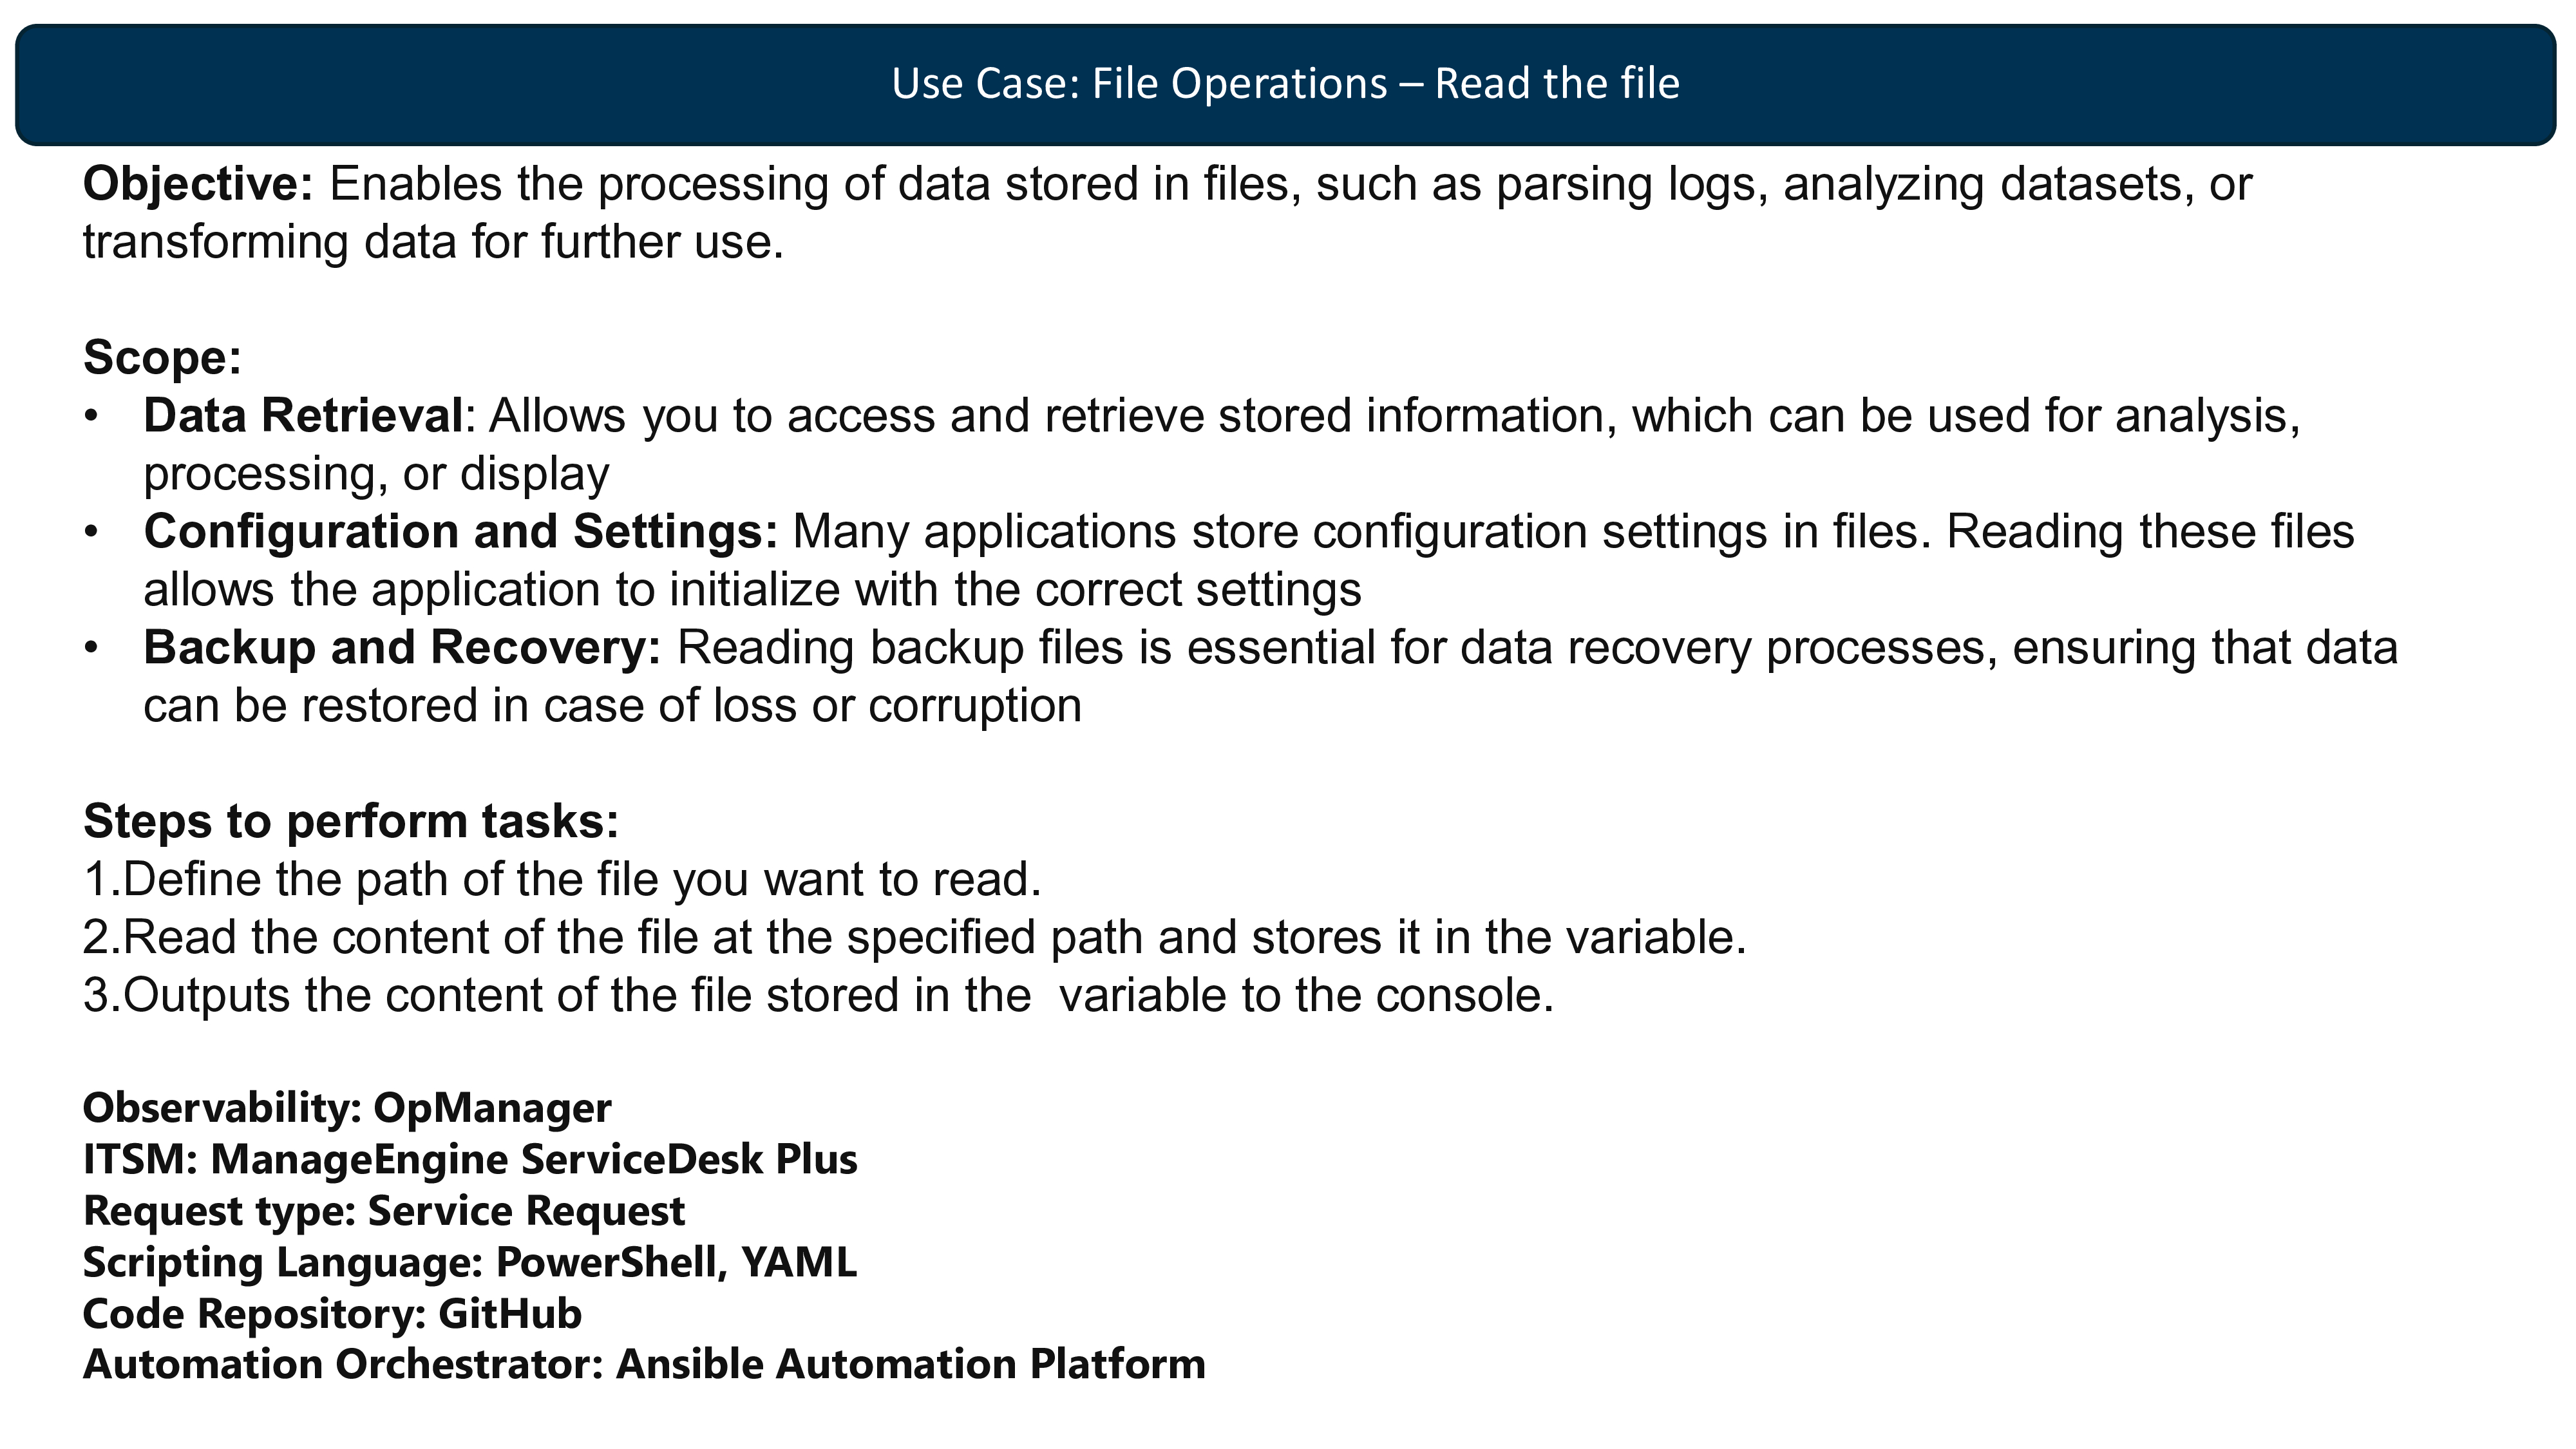 Use Case: File Operations – Read the file
Objective: Enables the processing of data stored in files, such as parsing logs, analyzing datasets, or
transforming data for further use.
Scope:
• Data Retrieval: Allows you to access and retrieve stored information, which can be used for analysis,
processing, or display
• Configuration and Settings: Many applications store configuration settings in files. Reading these files
allows the application to initialize with the correct settings
• Backup and Recovery: Reading backup files is essential for data recovery processes, ensuring that data
can be restored in case of loss or corruption
Steps to perform tasks:
1.Define the path of the file you want to read.
2.Read the content of the file at the specified path and stores it in the variable.
3.Outputs the content of the file stored in the  variable to the console.
Observability: OpManager
ITSM: ManageEngine ServiceDesk Plus
Request type: Service Request
Scripting Language: PowerShell, YAML
Code Repository: GitHub
Automation Orchestrator: Ansible Automation Platform